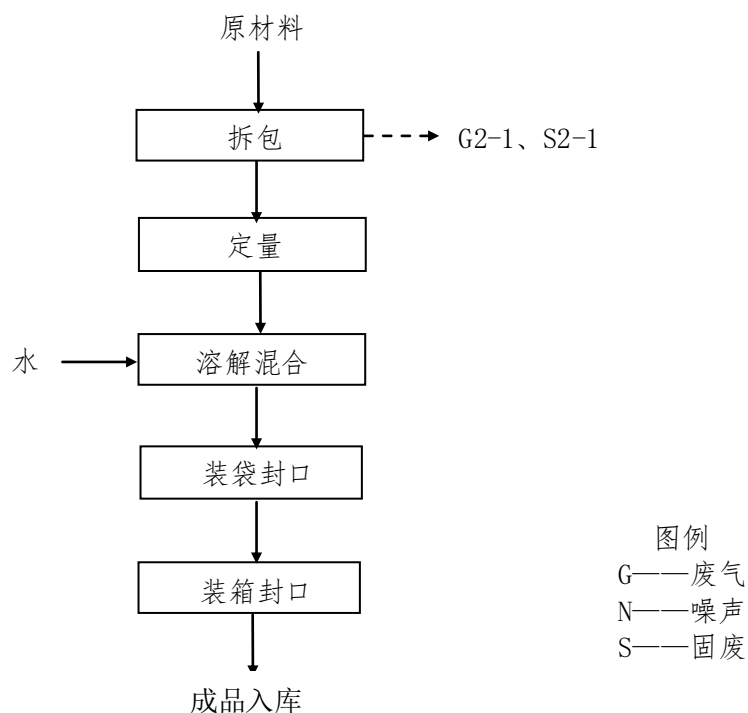 原材料
拆包
G2-1、S2-1
定量
水
溶解混合
装袋封口
装箱封口
成品入库
图例
G——废气
N——噪声
S——固废